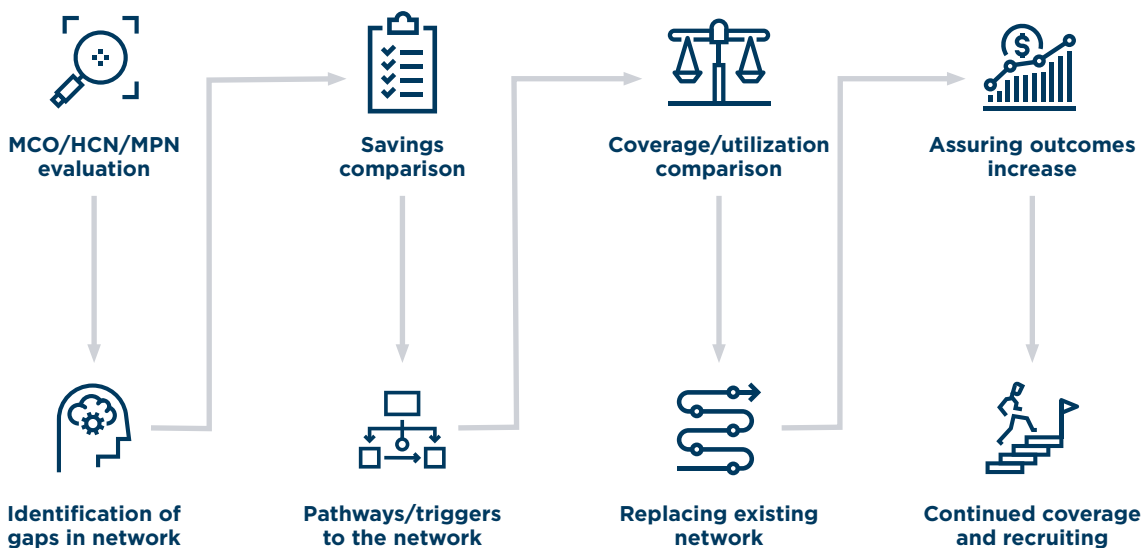 MCO/HCN/MPN
evaluation
Savings
comparison
Coverage/utilization
comparison
Assuring outcomes
increase
$
Identification of
gaps in network
Pathways/triggers
to the network
Replacing existing
network
Continued coverage
and recruiting